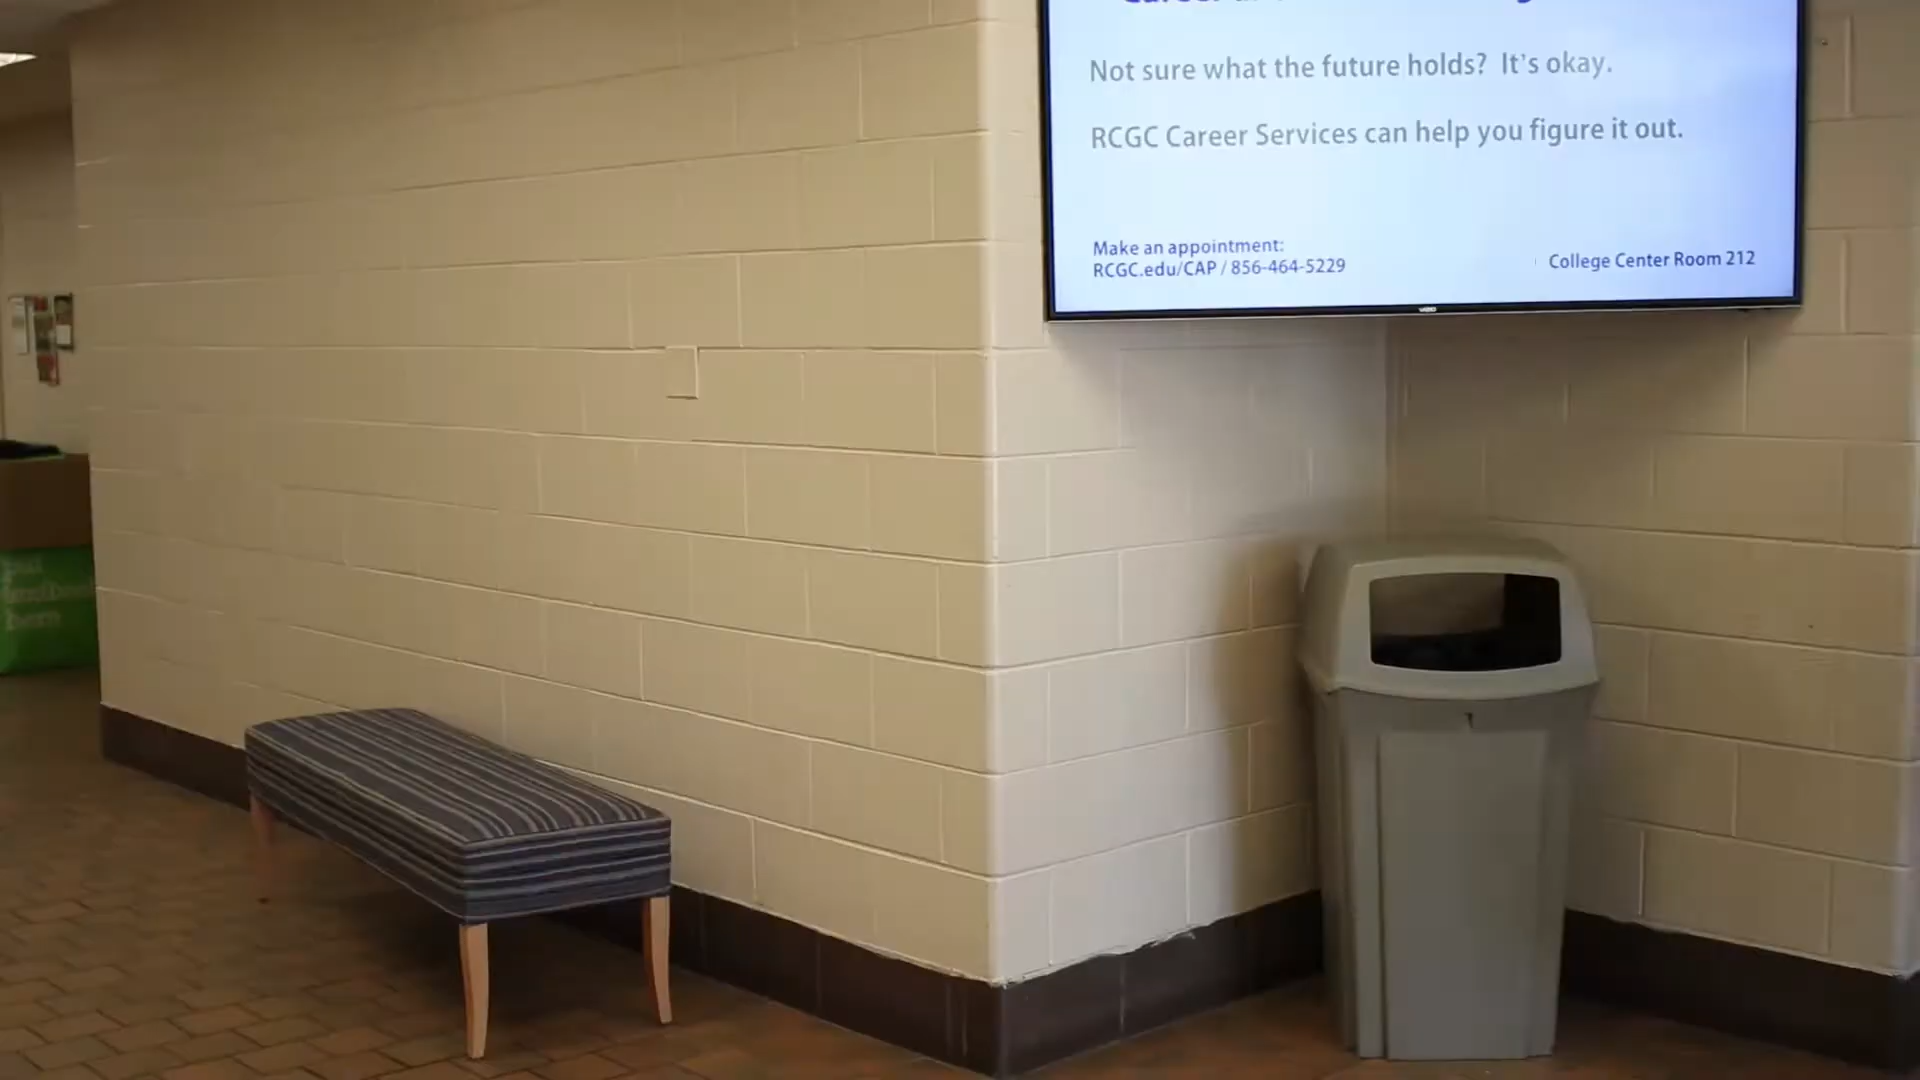 Not sure what the future holds? It's okay.
RCGC Career Services can help you figure it out.
Make an appointment:
RCGC.edu/CAP / 856-464-5229
College Center Room 212
VIZIO